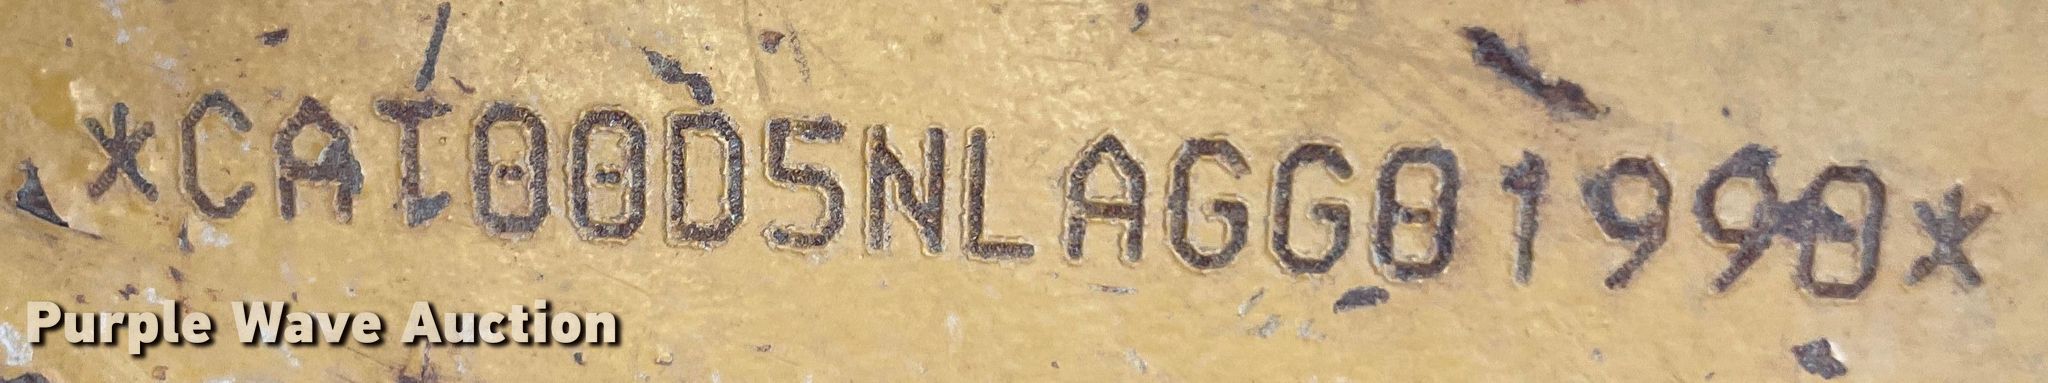 *CAT00D5NLAGG01990*
Purple Wave Auction